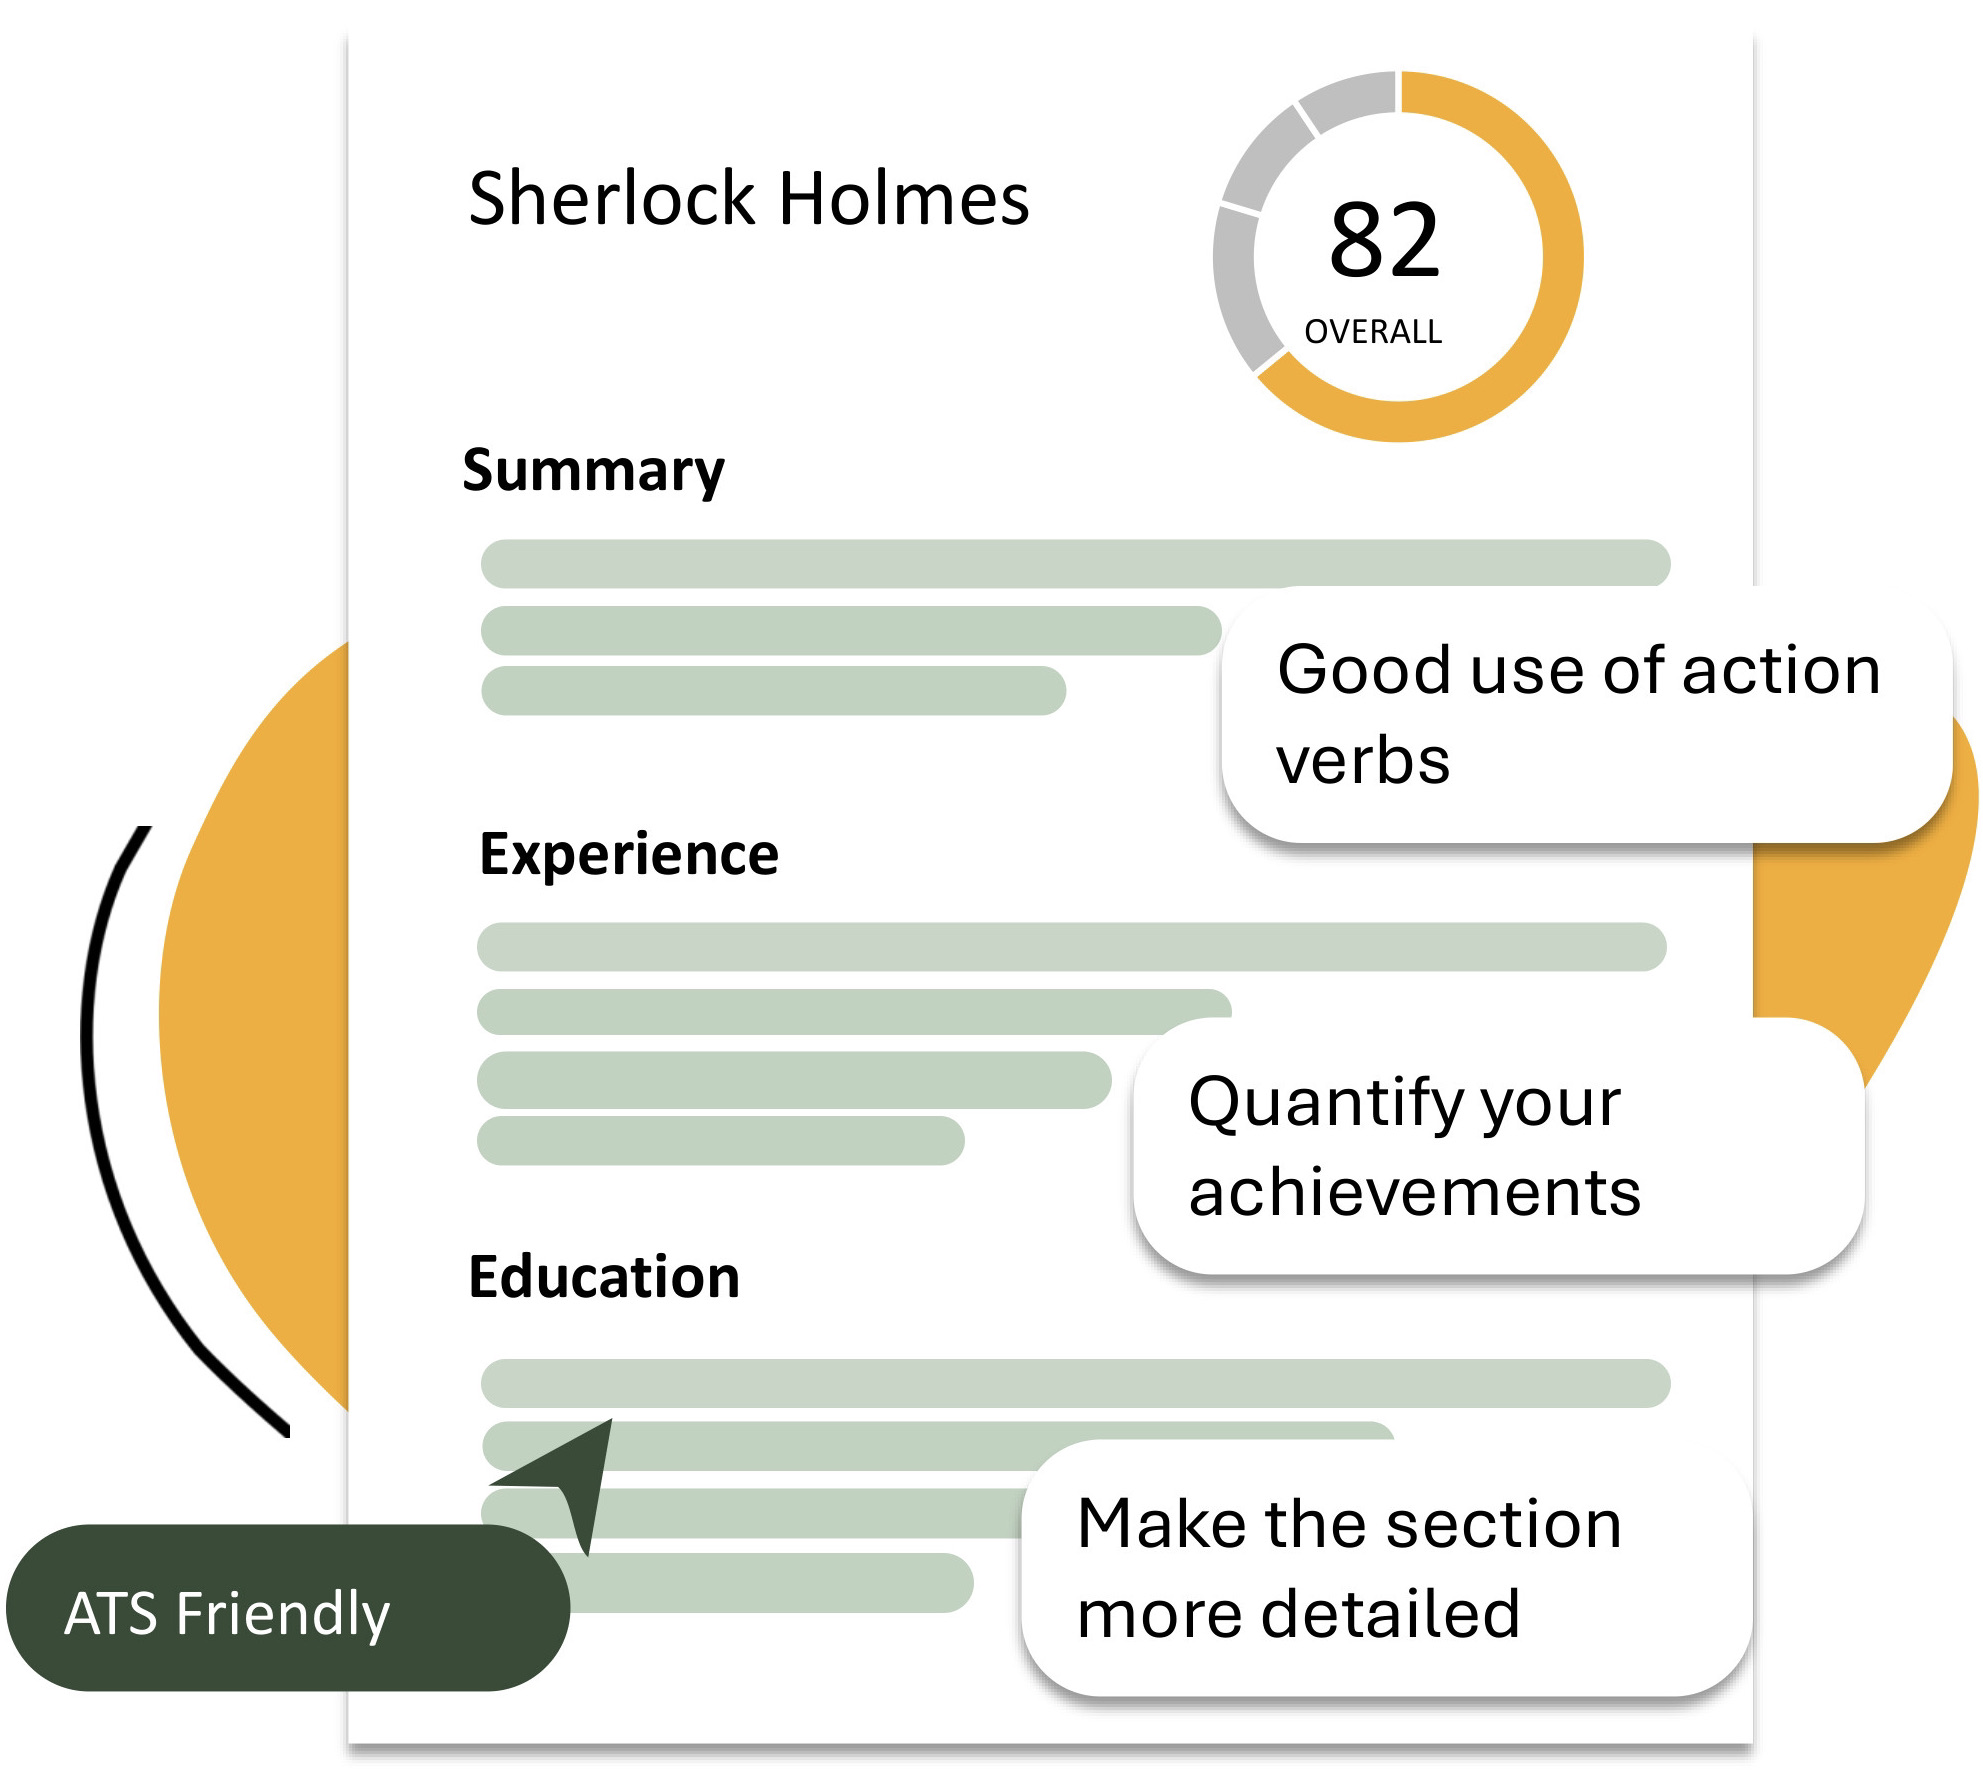 Sherlock Holmes
82
OVERALL
Summary
Good use of action
verbs
Experience
Quantify your
achievements
Education
Make the section
more detailed
ATS Friendly